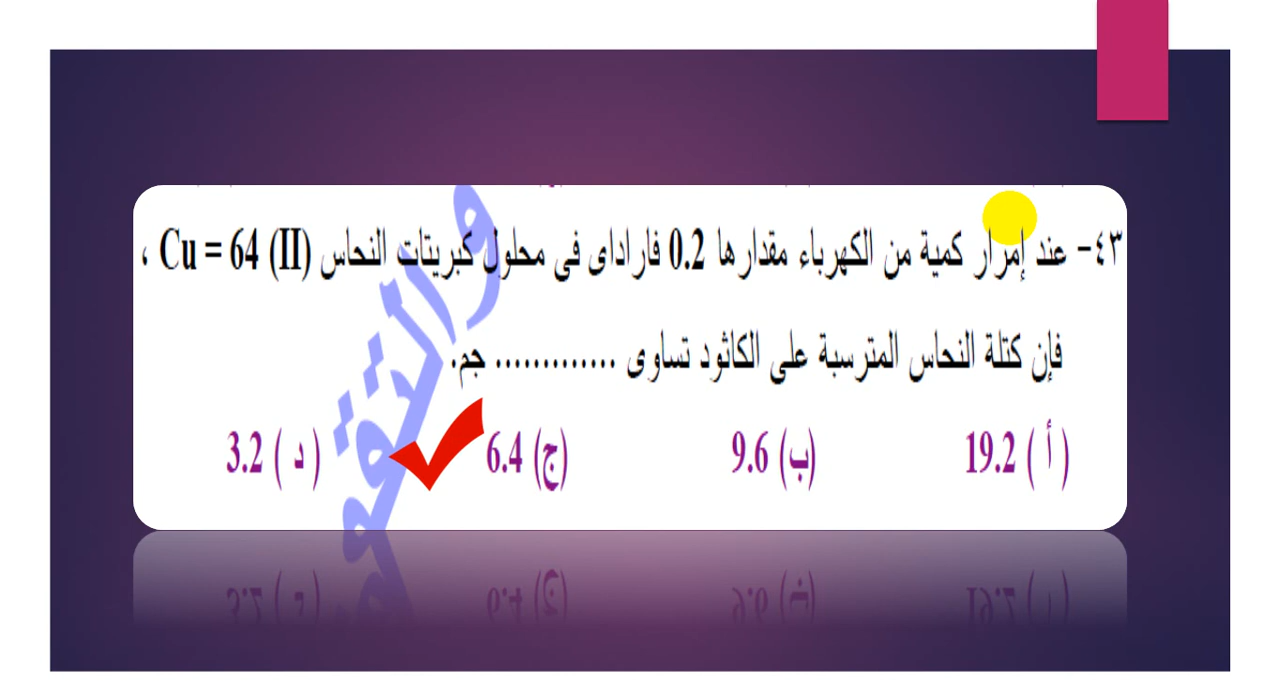 ٤٣- عند إمرار كمية من الكهرباء مقدارها 0.2 فاراداى فى محلول كبريتات النحاس (II) Cu = 64 ،
فإن كتلة النحاس المترسبة على الكاثود تساوى ............. جم.
( أ ) 19.2 (ب) 9.6 (ج) 6.4 ( د ) 3.2